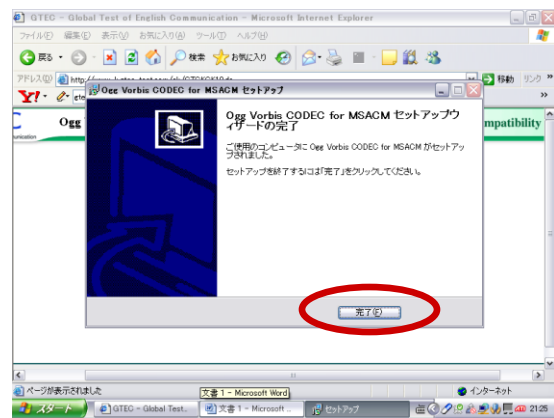 GTEC - Global Test of English Communication - Microsoft Internet Explorer
ファイル(F) 編集(E) 表示(V) お気に入り(A) ツール(T) ヘルプ(H)
戻る 検索 お気に入り
アドレス(D) 移動 リンク
Y!
Ogg Vorbis CODEC for MSACM セットアップ
Ogg
mpatibility
Ogg Vorbis CODEC for MSACM セットアップウ
ィザードの完了
ご使用のコンピュータに Ogg Vorbis CODEC for MSACM がセットアッ
プされました。
セットアップを終了するには「完了」をクリックしてください。
完了(F)
ページが表示されました
文書 1 - Microsoft Word
インターネット
スタート GTEC - Global Test.. 文書 1 - Microsoft .. セットアップ 21:26